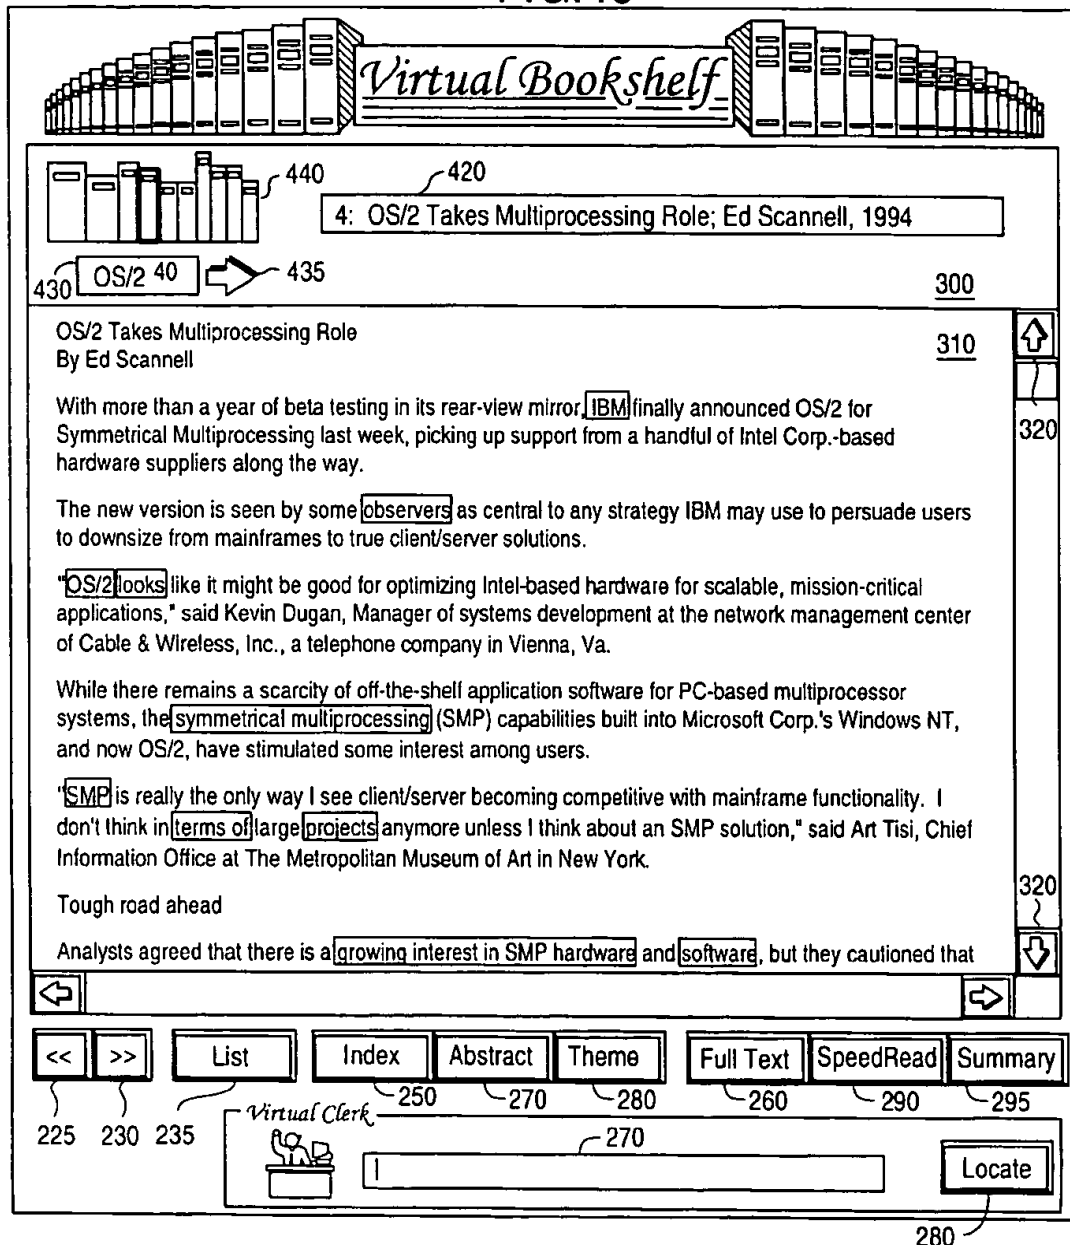 Virtual Bookshelf
440
420
4: OS/2 Takes Multiprocessing Role; Ed Scannell, 1994
430
OS/2 40
435
300
OS/2 Takes Multiprocessing Role
310
By Ed Scannell
With more than a year of beta testing in its rear-view mirror, IBM finally announced OS/2 for
Symmetrical Multiprocessing last week, picking up support from a handful of Intel Corp.-based
320
hardware suppliers along the way.
The new version is seen by some observers as central to any strategy IBM may use to persuade users
to downsize from mainframes to true client/server solutions.
"OS/2 looks like it might be good for optimizing Intel-based hardware for scalable, mission-critical
applications," said Kevin Dugan, Manager of systems development at the network management center
of Cable & Wireless, Inc., a telephone company in Vienna, Va.
While there remains a scarcity of off-the-shelf application software for PC-based multiprocessor
systems, the symmetrical multiprocessing (SMP) capabilities built into Microsoft Corp.'s Windows NT,
and now OS/2, have stimulated some interest among users.
"SMP is really the only way I see client/server becoming competitive with mainframe functionality. I
don't think in terms of large projects anymore unless I think about an SMP solution," said Art Tisi, Chief
Information Office at The Metropolitan Museum of Art in New York.
320
Tough road ahead
Analysts agreed that there is a growing interest in SMP hardware and software, but they cautioned that
<< >> List Index Abstract Theme Full Text SpeedRead Summary
250 270 280 260 290 295
225 230 235
Virtual Clerk
270
Locate
280